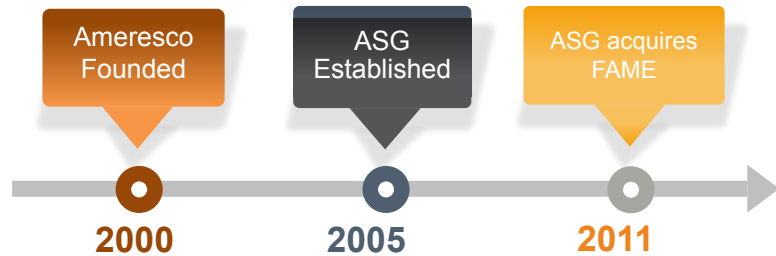 Ameresco
Founded
ASG
Established
ASG acquires
FAME
2000
2005
2011